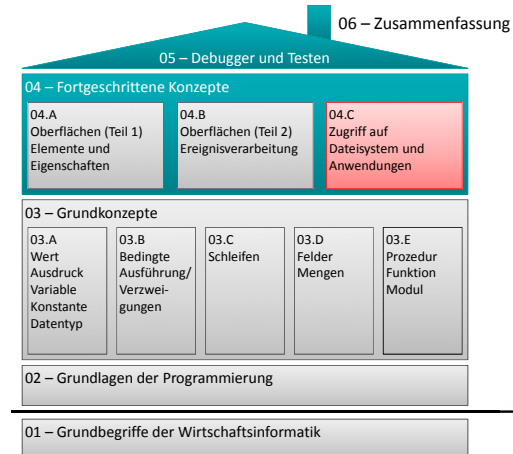 06 – Zusammenfassung
05 – Debugger und Testen
04 – Fortgeschrittene Konzepte
04.A
Oberflächen (Teil 1)
Elemente und
Eigenschaften
04.B
Oberflächen (Teil 2)
Ereignisverarbeitung
04.C
Zugriff auf
Dateisystem und
Anwendungen
03 – Grundkonzepte
03.A
Wert
Ausdruck
Variable
Konstante
Datentyp
03.B
Bedingte
Ausführung/
Verzwei-
gungen
03.C
Schleifen
03.D
Felder
Mengen
03.E
Prozedur
Funktion
Modul
02 – Grundlagen der Programmierung
01 – Grundbegriffe der Wirtschaftsinformatik